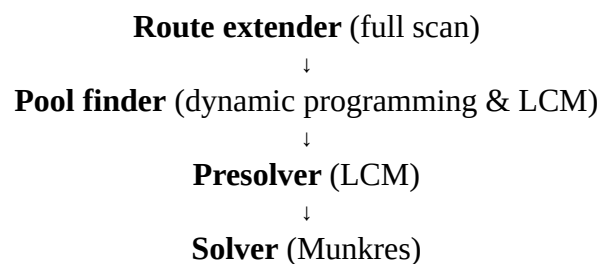 Route extender (full scan)
↓
Pool finder (dynamic programming & LCM)
↓
Presolver (LCM)
↓
Solver (Munkres)